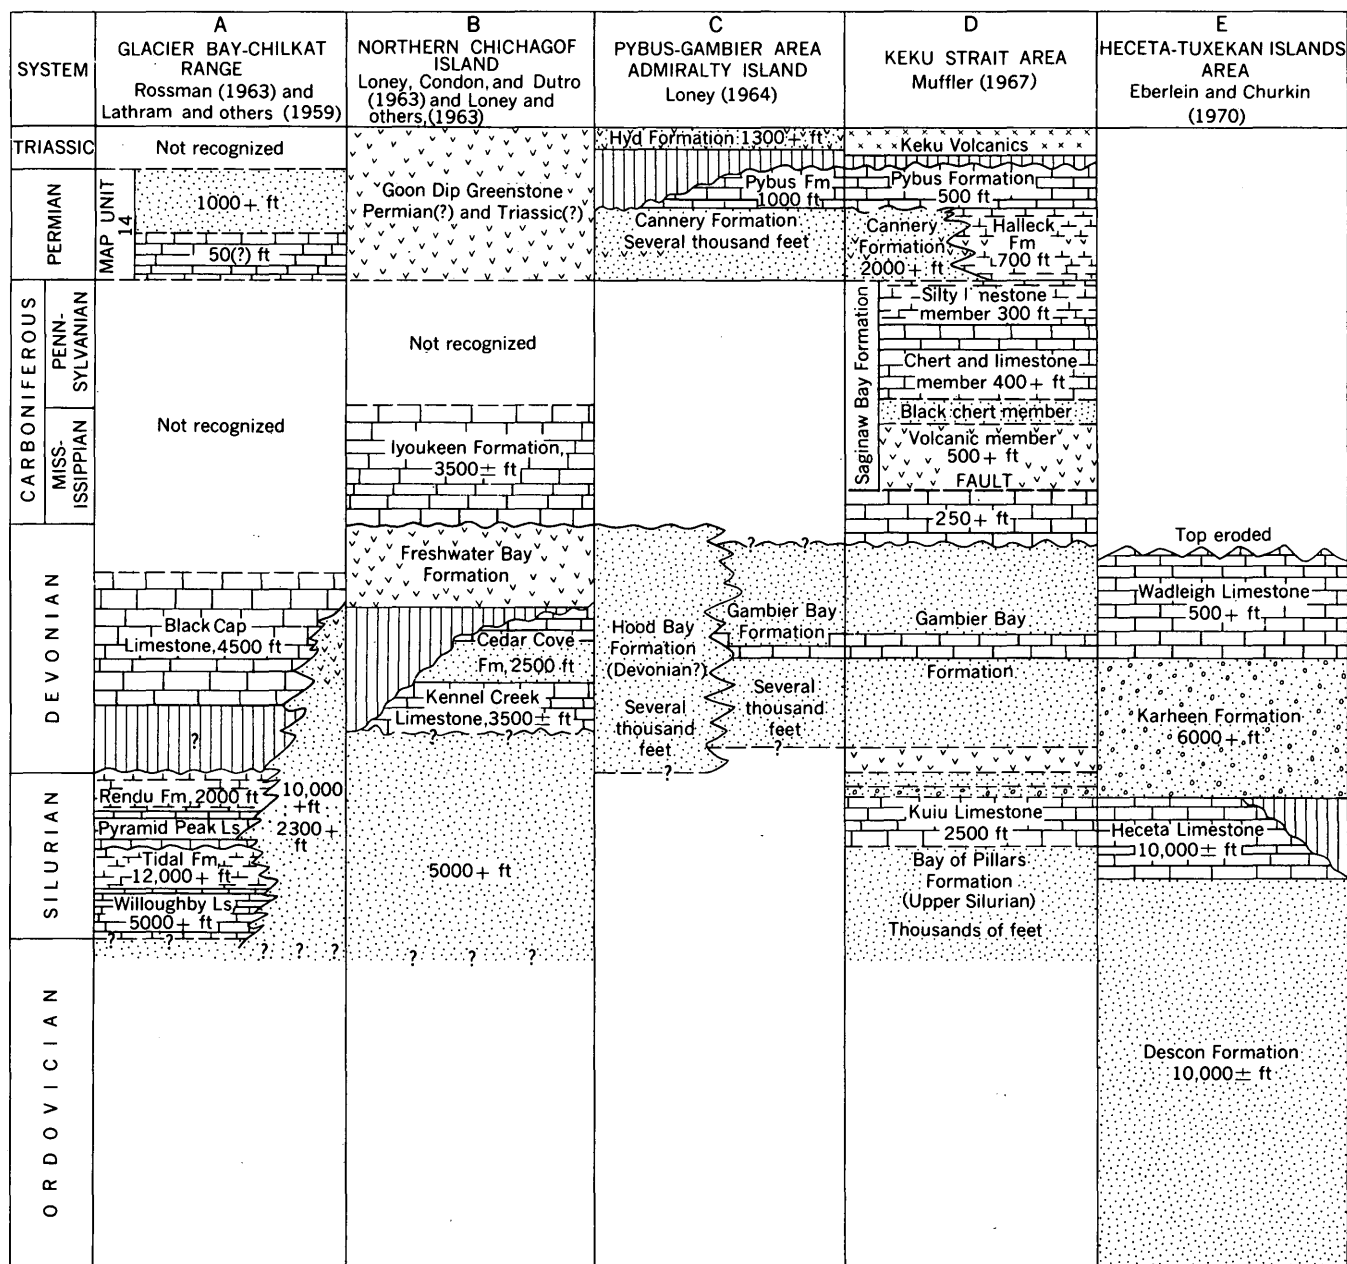 SYSTEM
A
GLACIER BAY-CHILKAT
RANGE
Rossman (1963) and
Lathram and others (1959)
B
NORTHERN CHICHAGOF
ISLAND
Loney, Condon, and Dutro
(1963) and Loney and
others, (1963)
C
PYBUS-GAMBIER AREA
ADMIRALTY ISLAND
Loney (1964)
D
KEKU STRAIT AREA
Muffler (1967)
E
HECETA-TUXEKAN ISLANDS
AREA
Eberlein and Churkin
(1970)
TRIASSIC
PERMIAN
CARBONIFEROUS
PENN-
SYLVANIAN
MISS-
ISSIPPIAN
DEVONIAN
SILURIAN
ORDOVICIAN
Not recognized
MAP UNIT
14
1000+ ft
50(?) ft
Not recognized
Black Cap
Limestone, 4500 ft
?
Rendu Fm, 2000 ft
Pyramid Peak Ls
Tidal Fm
12,000+ ft
Willoughby Ls
5000+ ft
10,000
+ft
2300+
ft
? ? ? ? ?
Goon Dip Greenstone
Permian(?) and Triassic(?)
Not recognized
Iyoukeen Formation,
3500± ft
Freshwater Bay
Formation
Cedar Cove
Fm, 2500 ft
Kennel Creek
Limestone, 3500± ft
? ?
5000+ ft
? ? ?
Hyd Formation 1300+ ft
Pybus Fm
1000 ft
Cannery Formation
Several thousand feet
? ?
Hood Bay
Formation
(Devonian?)
Several
thousand
feet
?
Gambier Bay
Formation
Several
thousand
feet
?
Keku Volcanics
Pybus Formation
500 ft
Cannery
Formation
2000+ ft
Halleck
Fm
700 ft
Saginaw Bay Formation
Silty limestone
member 300 ft
Chert and limestone
member 400+ ft
Black chert member
Volcanic member
500+ ft
FAULT
250+ ft
Gambier Bay
Formation
Kuiu Limestone
2500 ft
Bay of Pillars
Formation
(Upper Silurian)
Thousands of feet
Top eroded
Wadleigh Limestone
500+ ft
Karheen Formation
6000+ ft
Heceta Limestone
10,000± ft
Descon Formation
10,000± ft